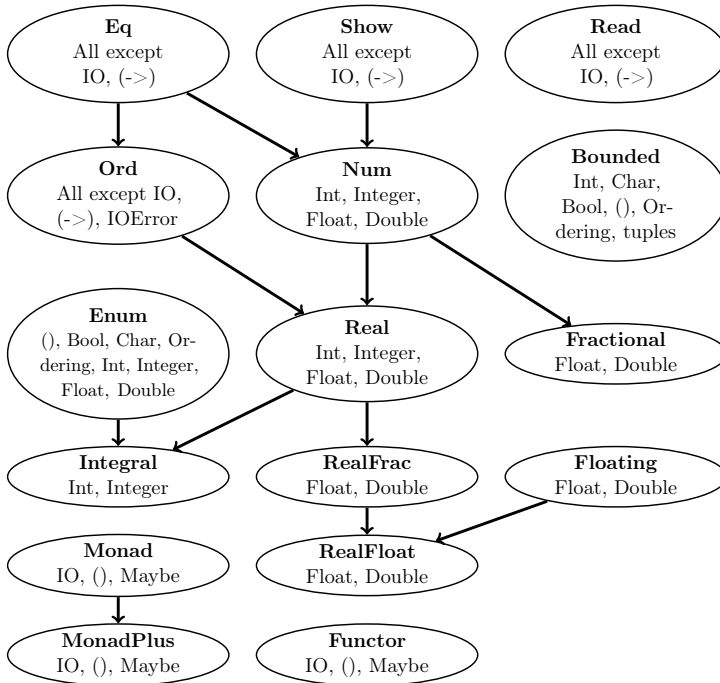 Eq
All except
IO, (->)
Show
All except
IO, (->)
Read
All except
IO, (->)
Ord
All except IO,
(->), IOError
Num
Int, Integer,
Float, Double
Bounded
Int, Char,
Bool, (), Or-
dering, tuples
Enum
(), Bool, Char, Or-
dering, Int, Integer,
Float, Double
Real
Int, Integer,
Float, Double
Fractional
Float, Double
Integral
Int, Integer
RealFrac
Float, Double
Floating
Float, Double
Monad
IO, (), Maybe
RealFloat
Float, Double
MonadPlus
IO, (), Maybe
Functor
IO, (), Maybe